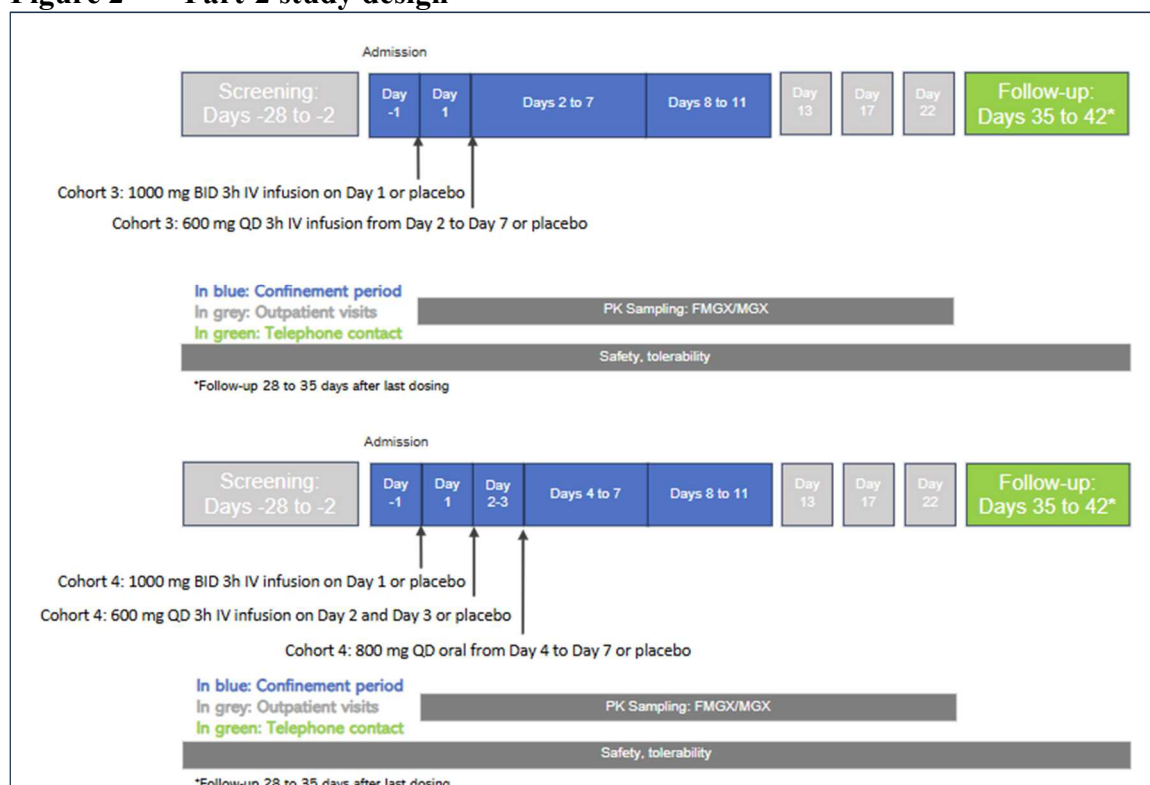 Figure 2 Part 2 study design
Admission
Screening:
Days -28 to -2
Day
-1
Day
1
Days 2 to 7
Days 8 to 11
Day
13
Day
17
Day
22
Follow-up:
Days 35 to 42*
Cohort 3: 1000 mg BID 3h IV infusion on Day 1 or placebo
Cohort 3: 600 mg QD 3h IV infusion from Day 2 to Day 7 or placebo
In blue: Confinement period
In grey: Outpatient visits
In green: Telephone contact
PK Sampling: FMGX/MGX
Safety, tolerability
*Follow-up 28 to 35 days after last dosing
Admission
Screening:
Days -28 to -2
Day
-1
Day
1
Day
2-3
Days 4 to 7
Days 8 to 11
Day
13
Day
17
Day
22
Follow-up:
Days 35 to 42*
Cohort 4: 1000 mg BID 3h IV infusion on Day 1 or placebo
Cohort 4: 600 mg QD 3h IV infusion on Day 2 and Day 3 or placebo
Cohort 4: 800 mg QD oral from Day 4 to Day 7 or placebo
In blue: Confinement period
In grey: Outpatient visits
In green: Telephone contact
PK Sampling: FMGX/MGX
Safety, tolerability
*Follow-up 28 to 35 days after last dosing